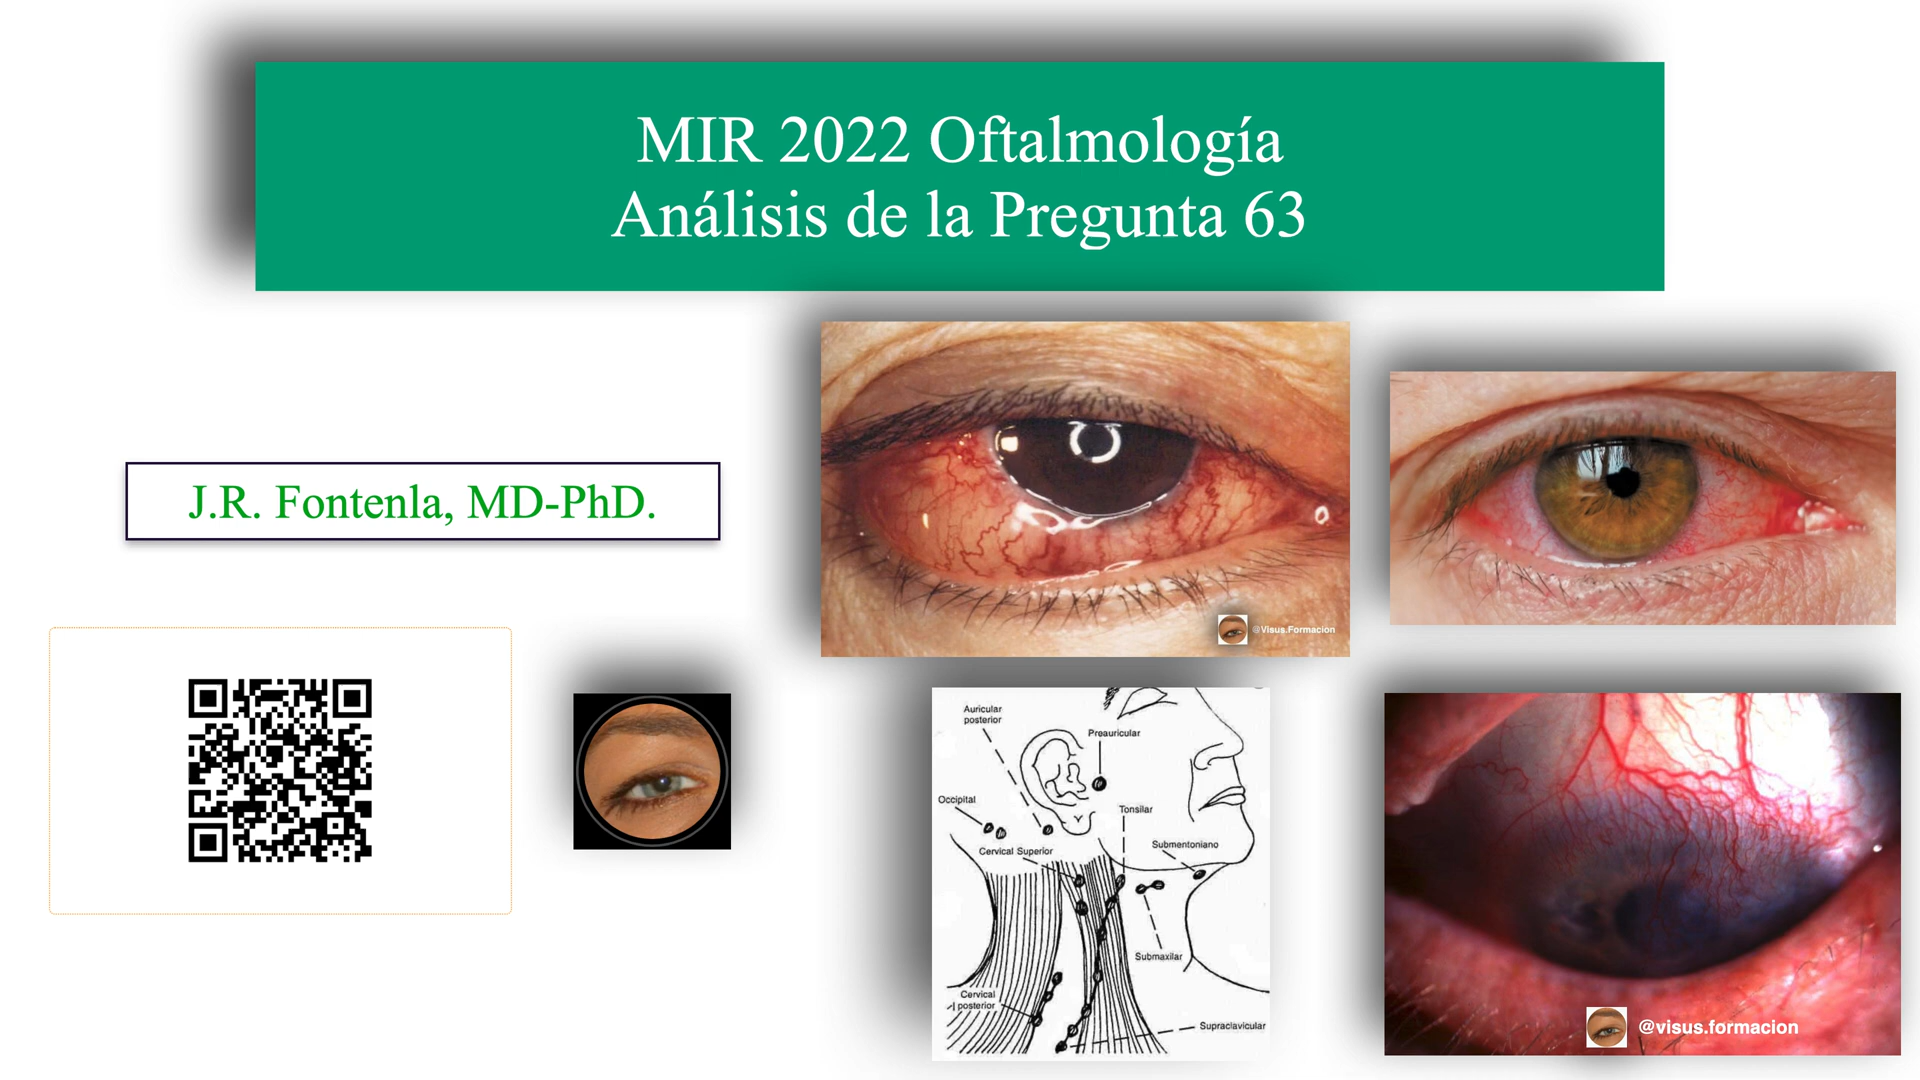 MIR 2022 Oftalmología
Análisis de la Pregunta 63
J.R. Fontenla, MD-PhD.
@Visus.Formacion
Auricular
posterior
Preauricular
Occipital
Tonsilar
Cervical Superior
Submentoniano
Submaxilar
Cervical
posterior
Supraclavicular
@visus.formacion